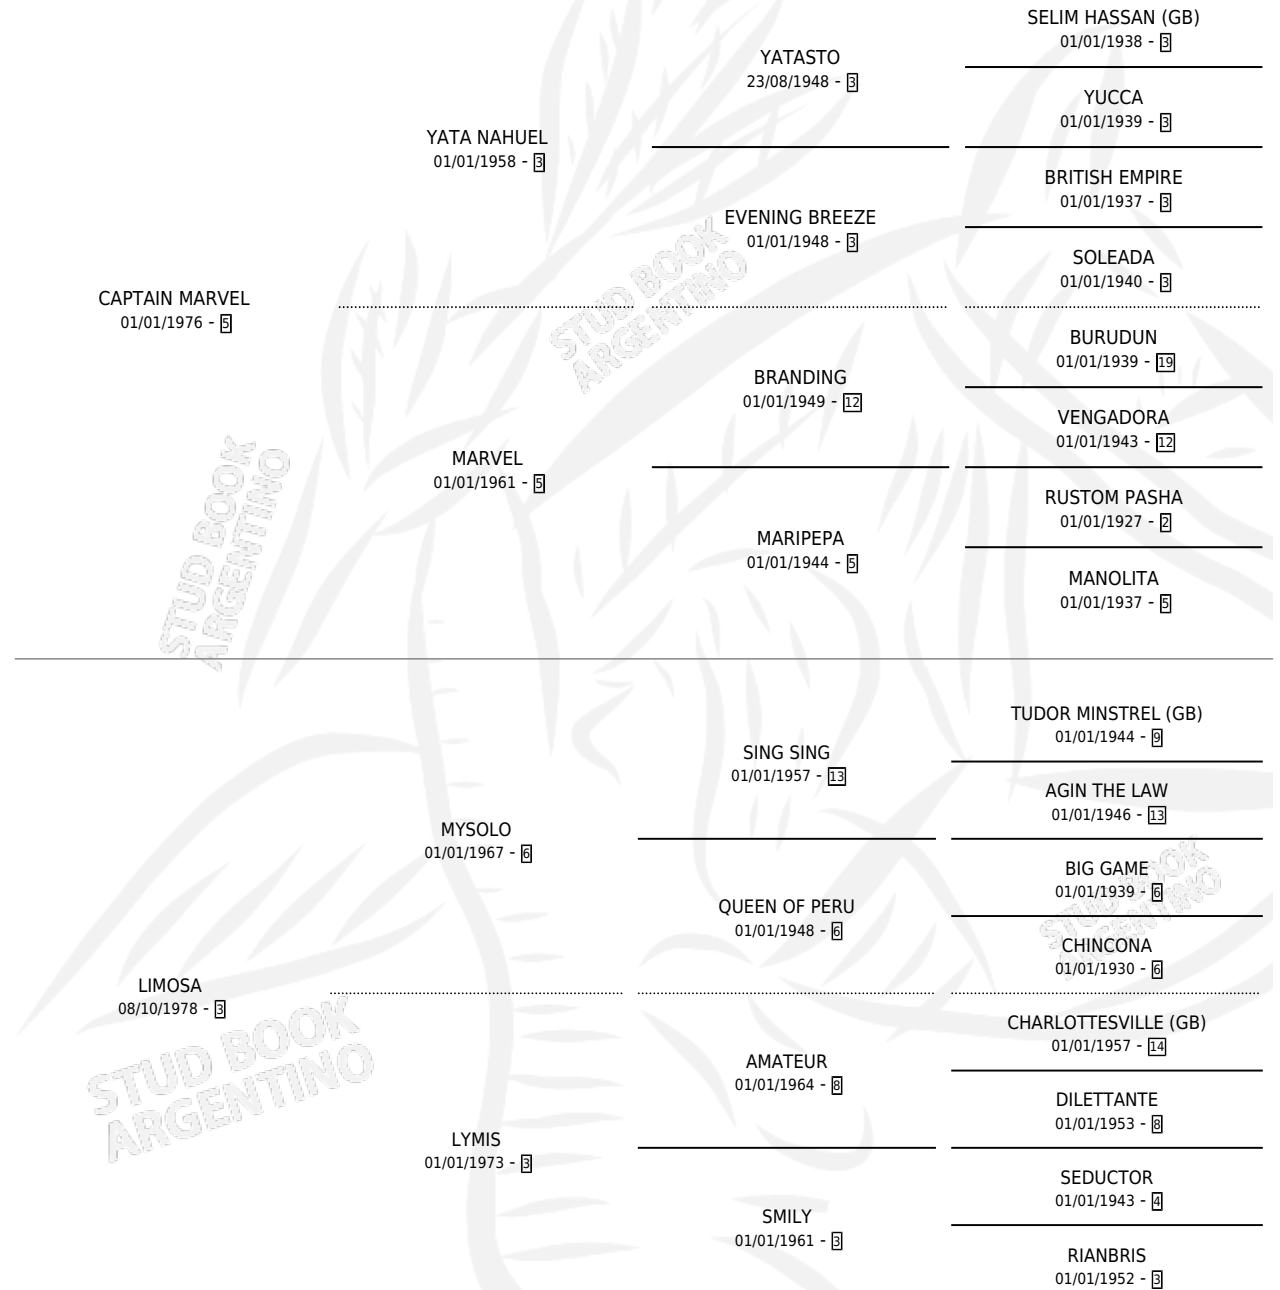 SELIM HASSAN (GB)
01/01/1938 - 3
YATASTO
23/08/1948 - 3
YUCCA
01/01/1939 - 3
YATA NAHUEL
01/01/1958 - 3
BRITISH EMPIRE
01/01/1937 - 3
EVENING BREEZE
01/01/1948 - 3
SOLEADA
01/01/1940 - 3
CAPTAIN MARVEL
01/01/1976 - 5
STUD BOOK
ARGENTINO
BURUDUN
01/01/1939 - 19
BRANDING
01/01/1949 - 12
VENGADORA
01/01/1943 - 12
MARVEL
01/01/1961 - 5
RUSTOM PASHA
01/01/1927 - 2
MARIPEPA
01/01/1944 - 5
MANOLITA
01/01/1937 - 5
STUD BOOK
ARGENTINO
TUDOR MINSTREL (GB)
01/01/1944 - 9
SING SING
01/01/1957 - 13
AGIN THE LAW
01/01/1946 - 13
MYSOLO
01/01/1967 - 6
BIG GAME
01/01/1939 - 6
QUEEN OF PERU
01/01/1948 - 6
STUD BOOK
ARGENTINO
CHINCONA
01/01/1930 - 6
LIMOSA
08/10/1978 - 3
CHARLOTTESVILLE (GB)
01/01/1957 - 14
AMATEUR
01/01/1964 - 8
DILETTANTE
01/01/1953 - 8
STUD BOOK
ARGENTINO
LYMIS
01/01/1973 - 3
SEDUCTOR
01/01/1943 - 4
SMILY
01/01/1961 - 3
RIANBRIS
01/01/1952 - 3